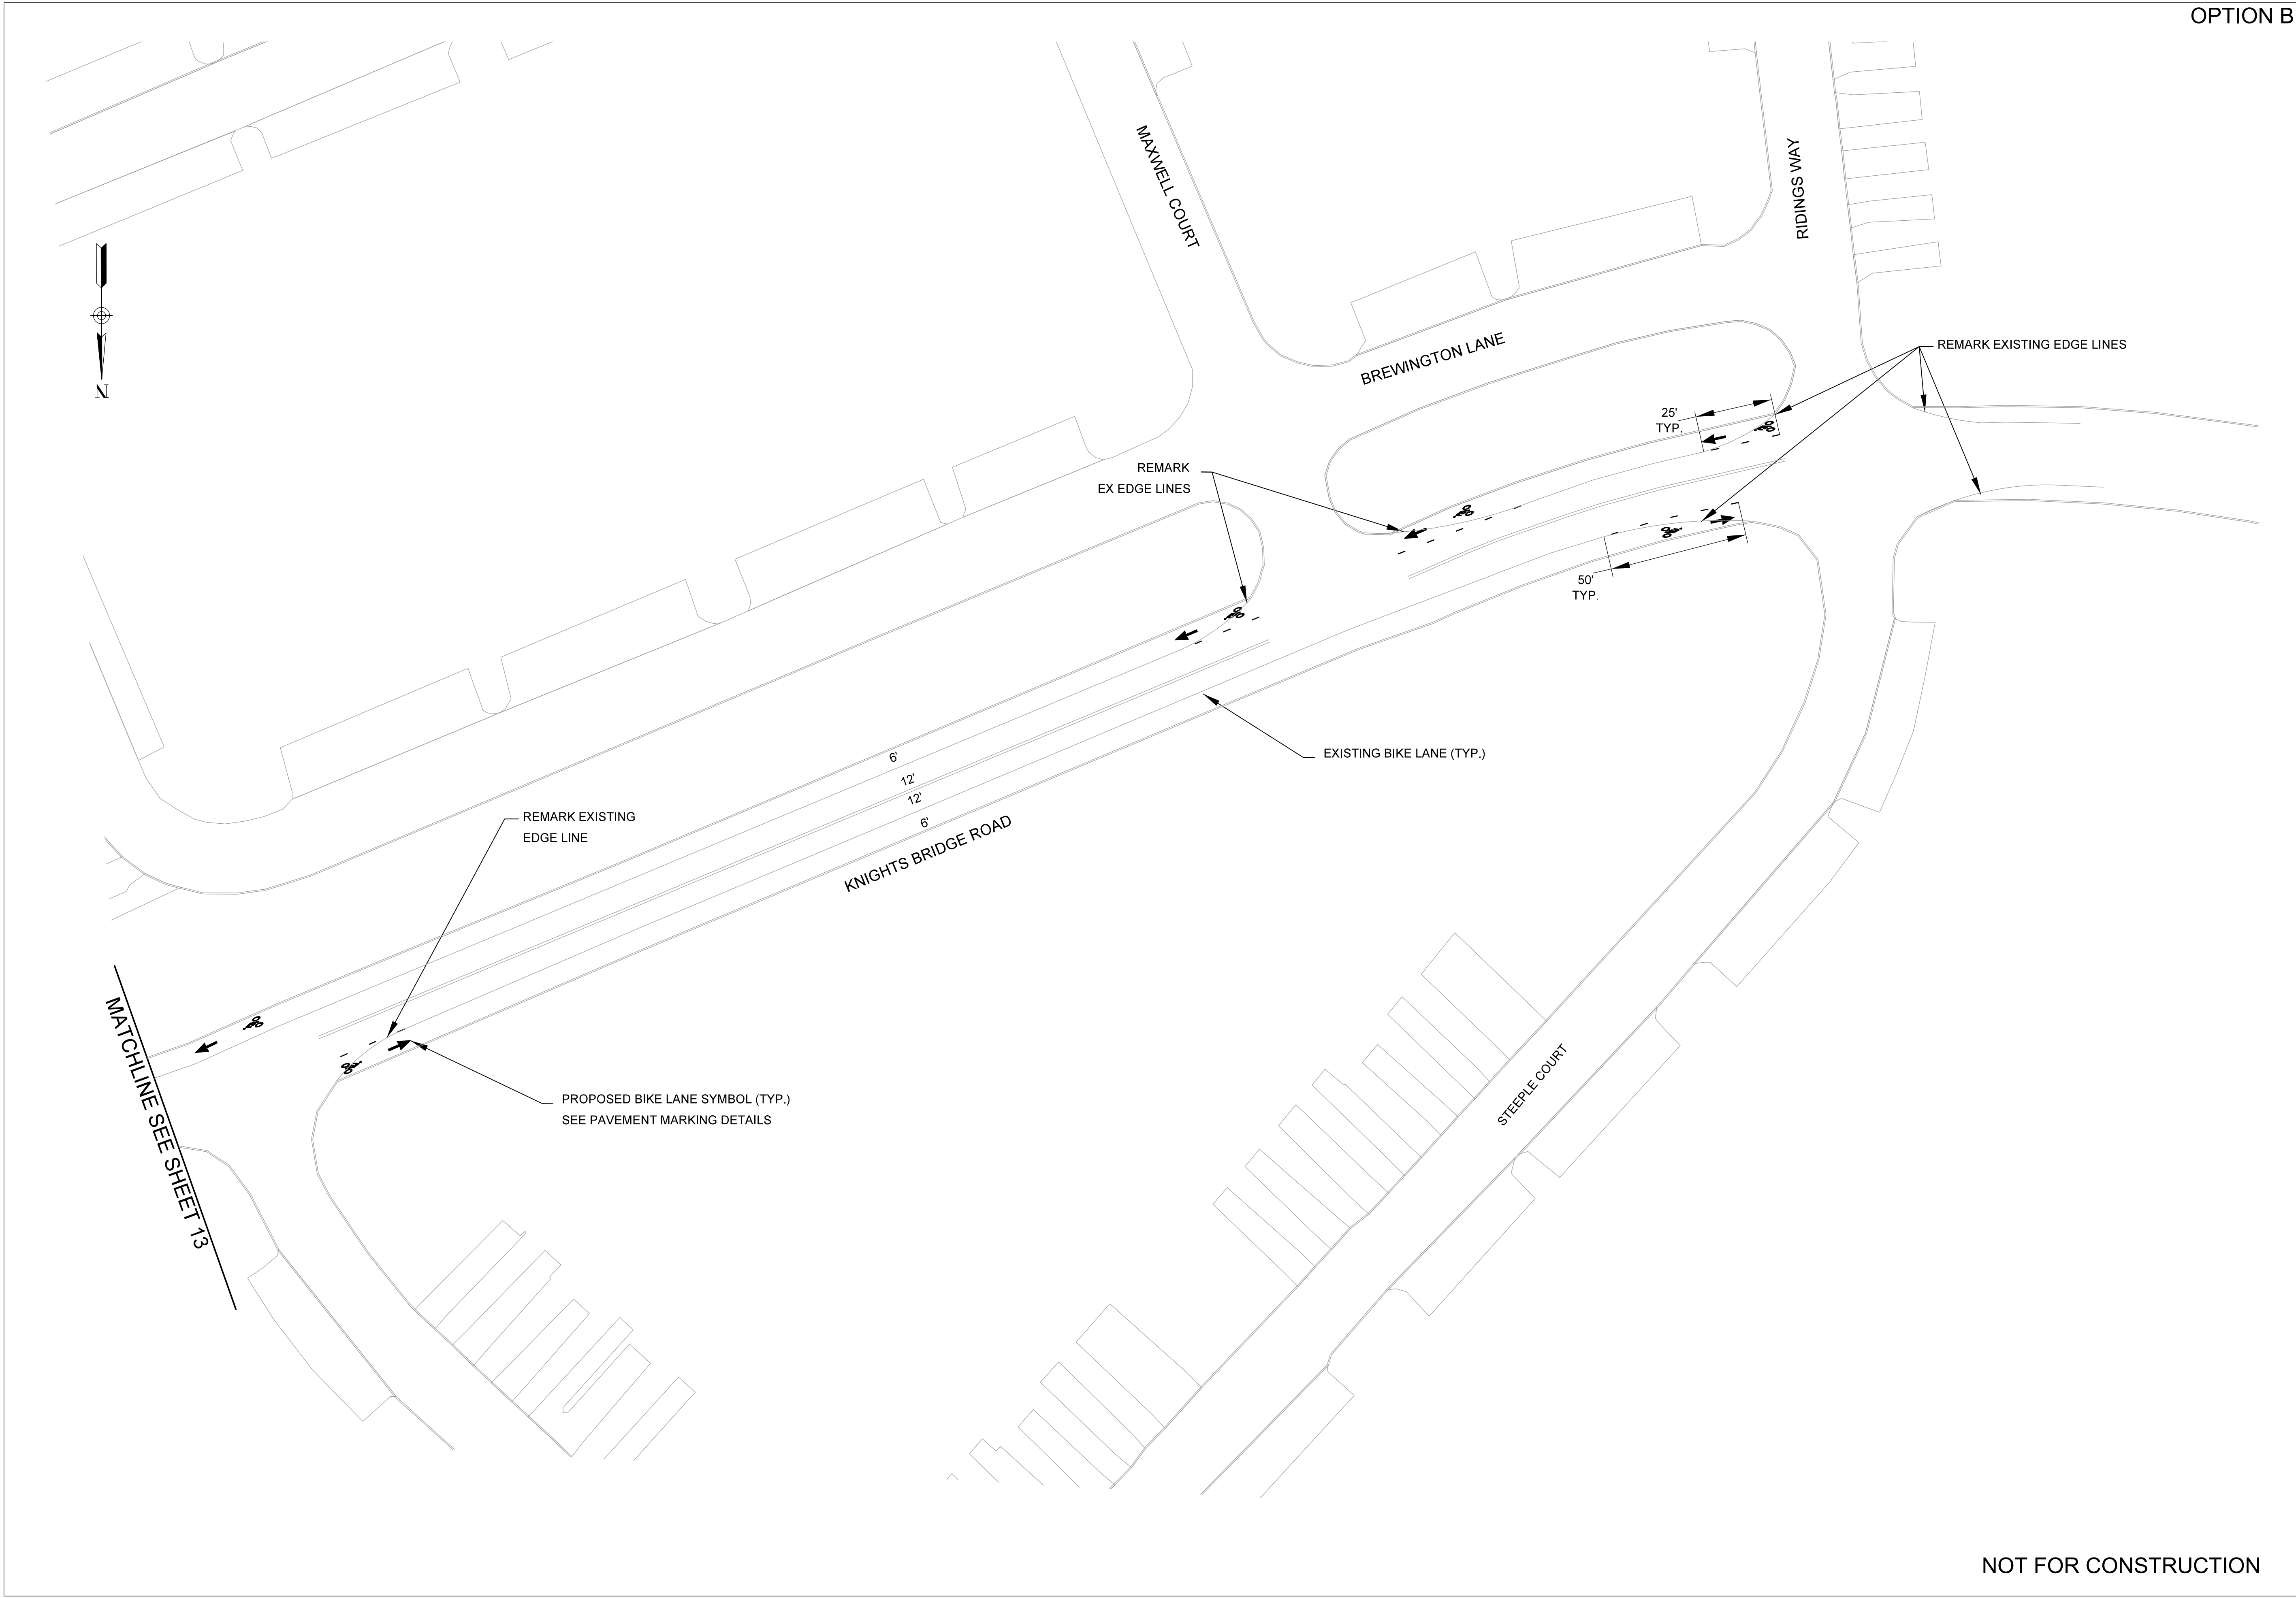 OPTION B
MAXWELL COURT
RIDINGS WAY
N
BREWINGTON LANE
REMARK EXISTING EDGE LINES
25'
TYP.
REMARK
EX EDGE LINES
50'
TYP.
EXISTING BIKE LANE (TYP.)
6'
12'
12'
6'
KNIGHTS BRIDGE ROAD
REMARK EXISTING
EDGE LINE
MATCHLINE SEE SHEET 13
PROPOSED BIKE LANE SYMBOL (TYP.)
SEE PAVEMENT MARKING DETAILS
STEEPLE COURT
NOT FOR CONSTRUCTION